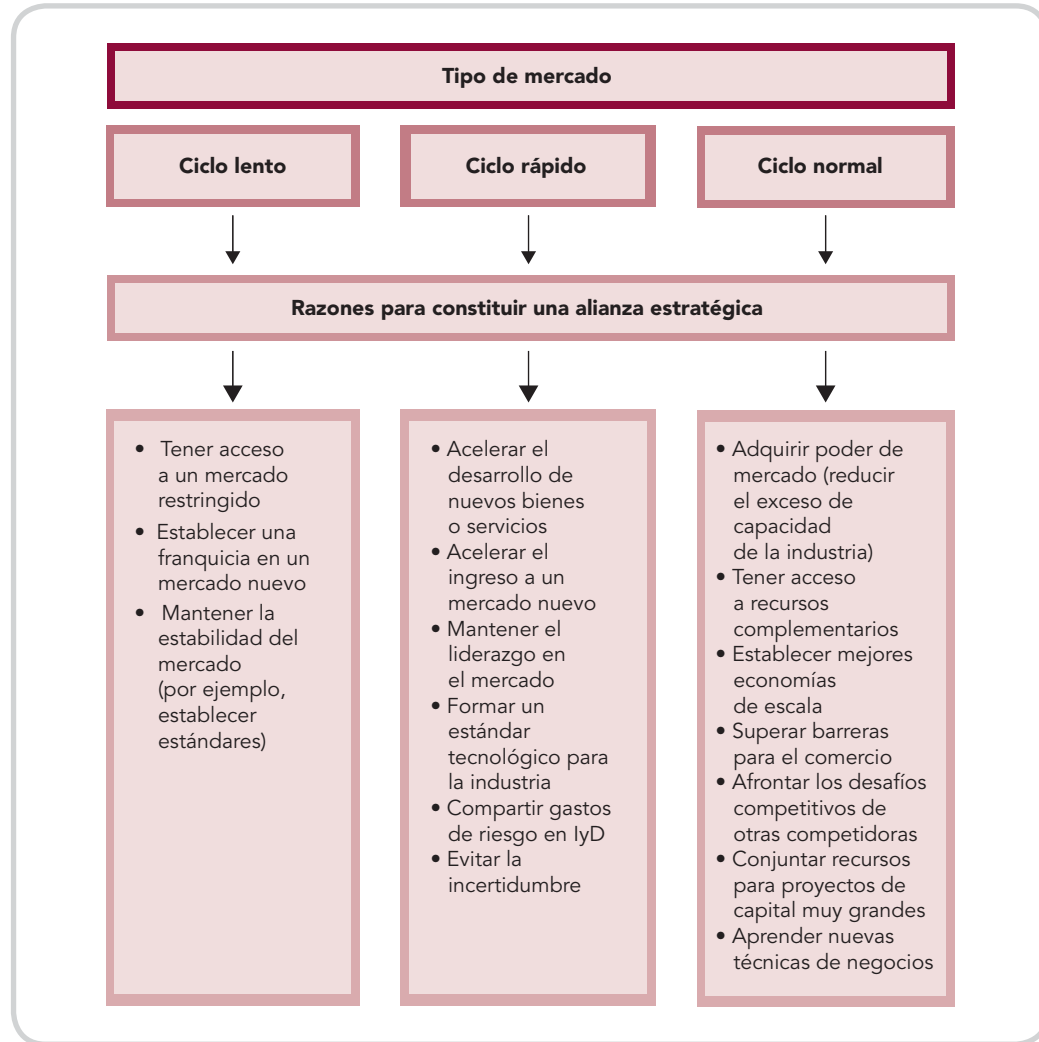 Tipo de mercado
Ciclo lento
Ciclo rápido
Ciclo normal
Razones para constituir una alianza estratégica
• Tener acceso
a un mercado
restringido
• Establecer una
franquicia en un
mercado nuevo
• Mantener la
estabilidad del
mercado
(por ejemplo,
establecer
estándares)
• Acelerar el
desarrollo de
nuevos bienes
o servicios
• Acelerar el
ingreso a un
mercado nuevo
• Mantener el
liderazgo en
el mercado
• Formar un
estándar
tecnológico para
la industria
• Compartir gastos
de riesgo en IyD
• Evitar la
incertidumbre
• Adquirir poder de
mercado (reducir
el exceso de
capacidad
de la industria)
• Tener acceso
a recursos
complementarios
• Establecer mejores
economías
de escala
• Superar barreras
para el comercio
• Afrontar los desafíos
competitivos de
otras competidoras
• Conjuntar recursos
para proyectos de
capital muy grandes
• Aprender nuevas
técnicas de negocios